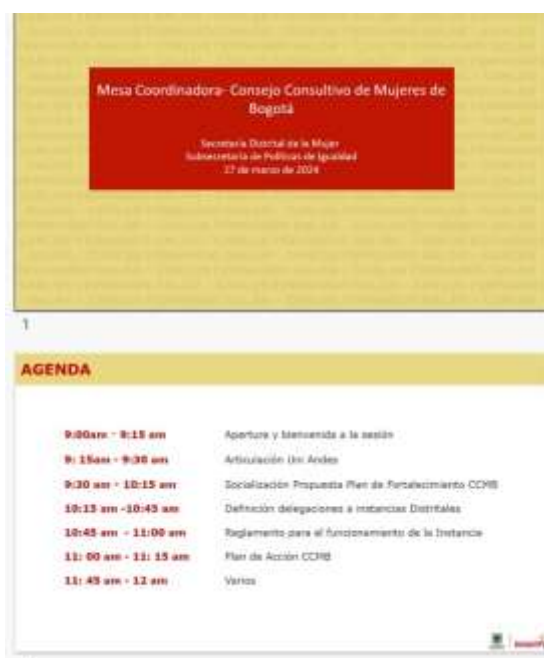 Mesa Coordinadora- Consejo Consultivo de Mujeres de
Bogotá
Secretaría Distrital de la Mujer
Subsecretaría de Políticas de Igualdad
27 de marzo de 2024
1
AGENDA
9:00am - 9:15 am Apertura y bienvenida a la sesión
9: 15am - 9:30 am Articulación Uni Andes
9:30 am - 10:15 am Socialización Propuesta Plan de Fortalecimiento CCMB
10:15 am -10:45 am Definición delegaciones a instancias Distritales
10:45 am - 11:00 am Reglamento para el funcionamiento de la Instancia
11: 00 am - 11: 15 am Plan de Acción CCMB
11: 45 am - 12 am Varios